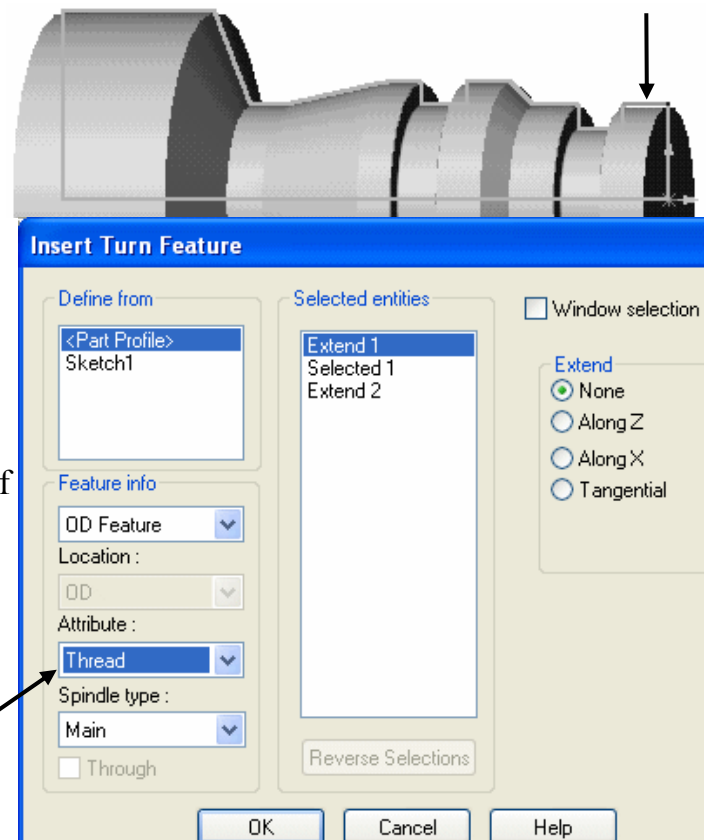 Insert Turn Feature
Define from
<Part Profile>
Sketch1
Selected entities
Extend 1
Selected 1
Extend 2
Window selection
Extend
None
Along Z
Along X
Tangential
f
Feature info
OD Feature
Location :
OD
Attribute :
Thread
Spindle type :
Main
Through
Reverse Selections
OK
Cancel
Help